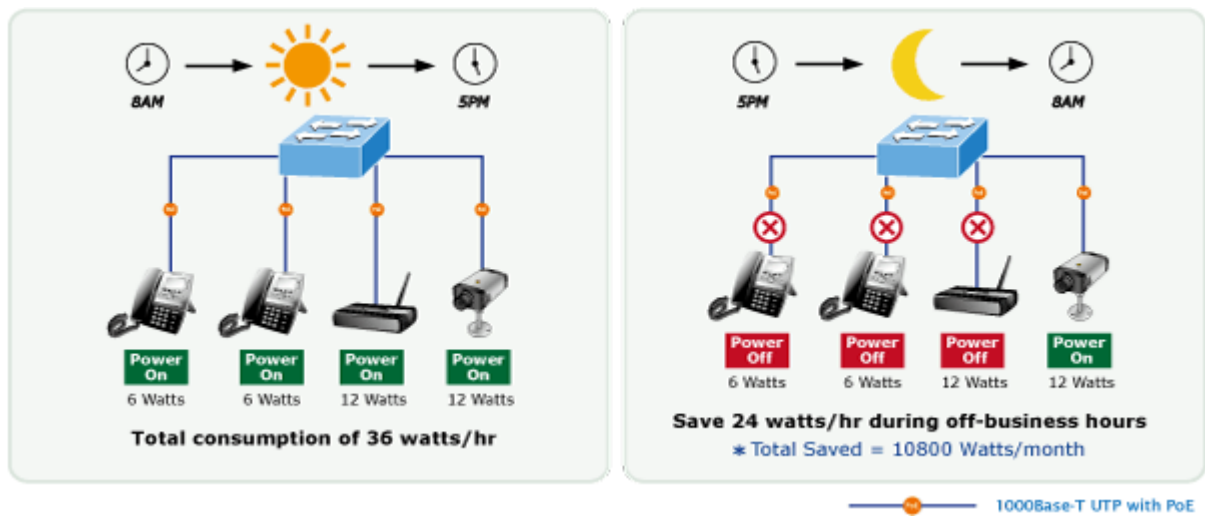 8AM
5PM
Power
On
6 Watts
Power
On
6 Watts
Power
On
12 Watts
Power
On
12 Watts
Total consumption of 36 watts/hr
5PM
8AM
Power
Off
6 Watts
Power
Off
6 Watts
Power
Off
12 Watts
Power
On
12 Watts
Save 24 watts/hr during off-business hours
* Total Saved = 10800 Watts/month
1000Base-T UTP with PoE